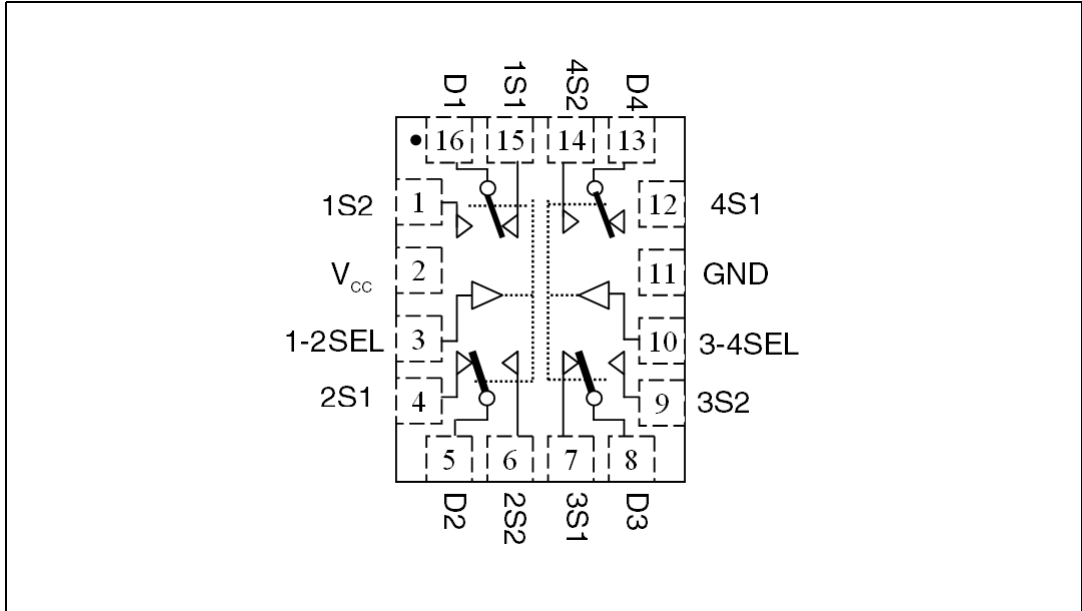 D1 1S1 4S2 D4
16 15 14 13
1S2 1 12 4S1
VCC 2 11 GND
1-2SEL 3 10 3-4SEL
2S1 4 9 3S2
5 6 7 8
D2 2S2 3S1 D3